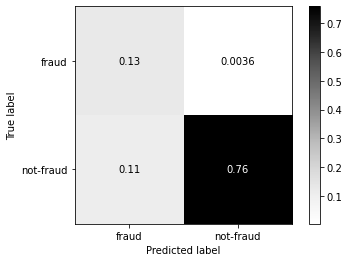 0.7
fraud 0.13 0.0036
0.6
0.5
0.4
0.3
not-fraud 0.11 0.76
0.2
0.1
fraud not-fraud
Predicted label
True label